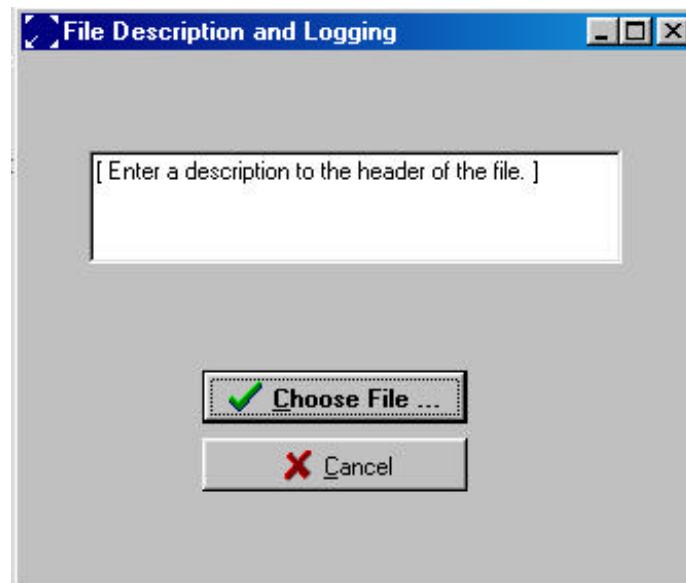 File Description and Logging
[ Enter a description to the header of the file. ]
Choose File ...
Cancel